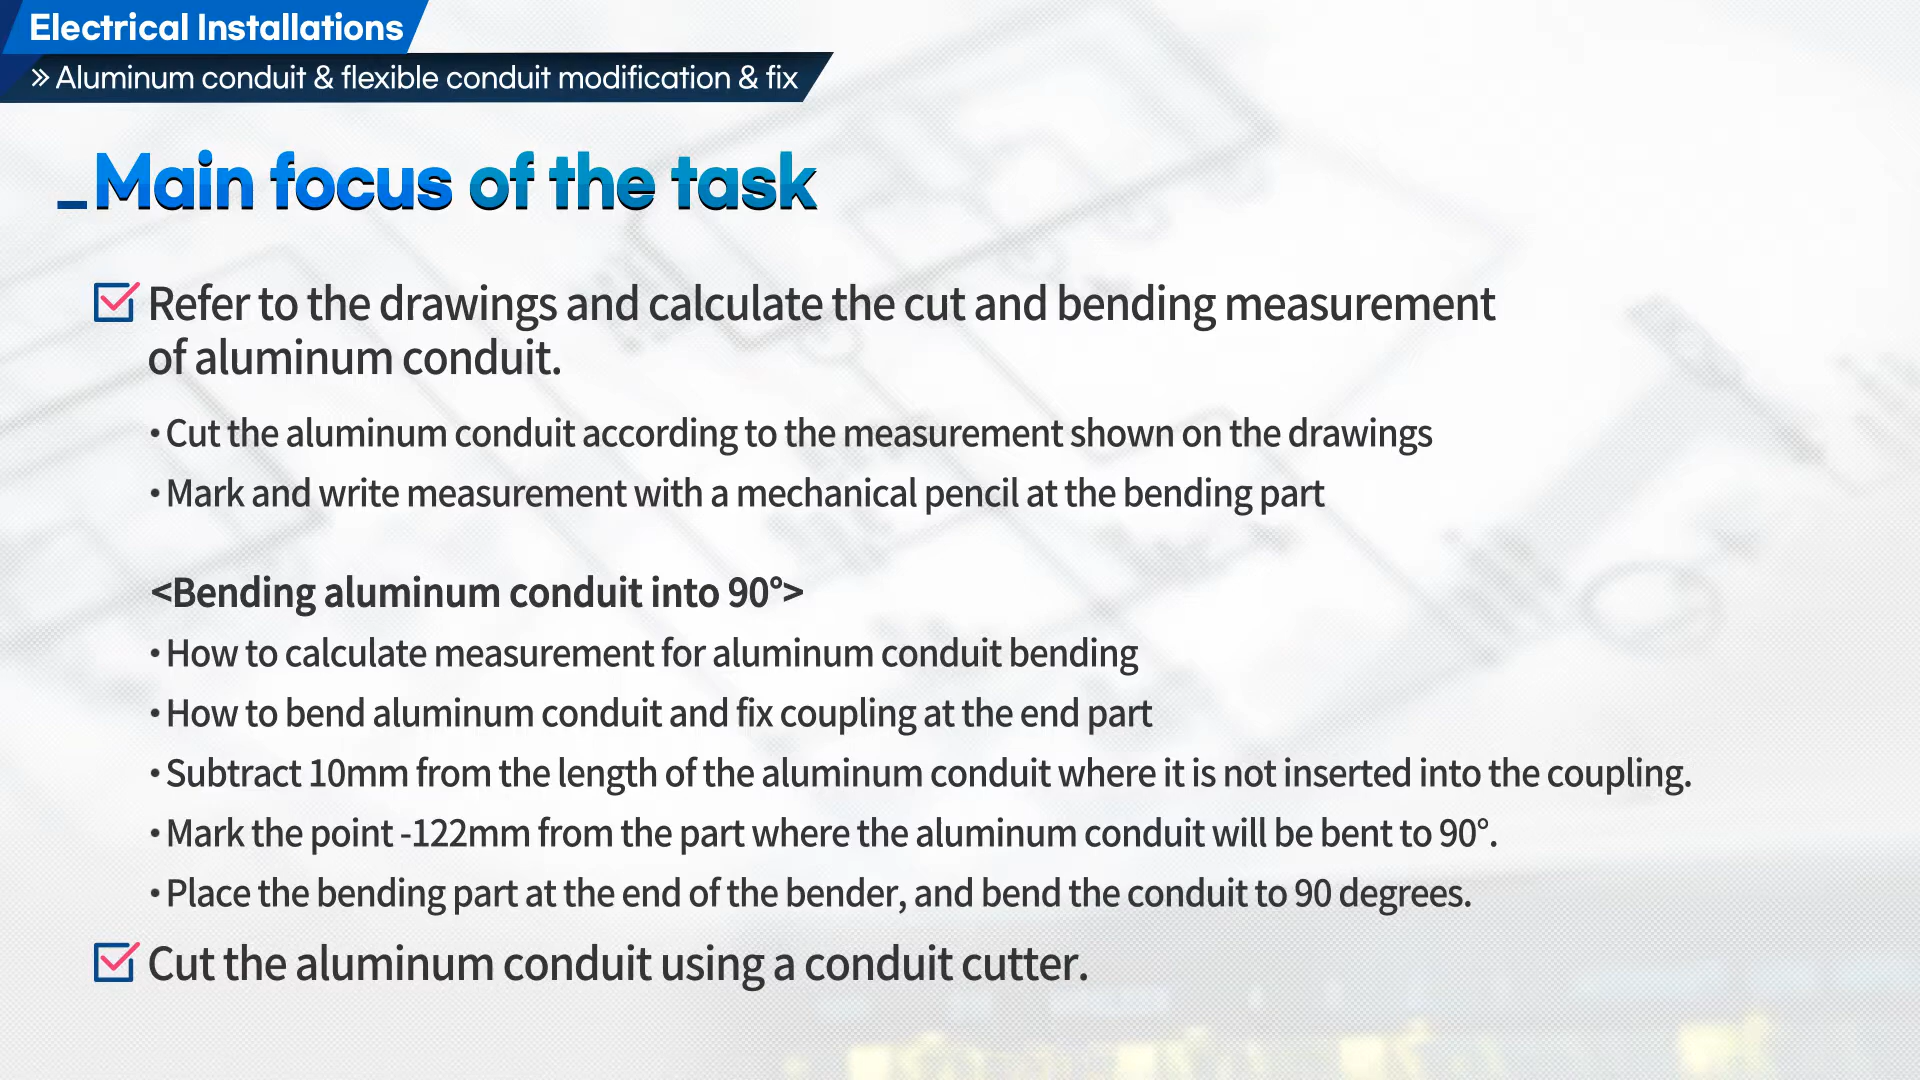 Electrical Installations
» Aluminum conduit & flexible conduit modification & fix
Main focus of the task
Refer to the drawings and calculate the cut and bending measurement
of aluminum conduit.
• Cut the aluminum conduit according to the measurement shown on the drawings
• Mark and write measurement with a mechanical pencil at the bending part
<Bending aluminum conduit into 90°>
• How to calculate measurement for aluminum conduit bending
• How to bend aluminum conduit and fix coupling at the end part
• Subtract 10mm from the length of the aluminum conduit where it is not inserted into the coupling.
• Mark the point -122mm from the part where the aluminum conduit will be bent to 90°.
• Place the bending part at the end of the bender, and bend the conduit to 90 degrees.
Cut the aluminum conduit using a conduit cutter.